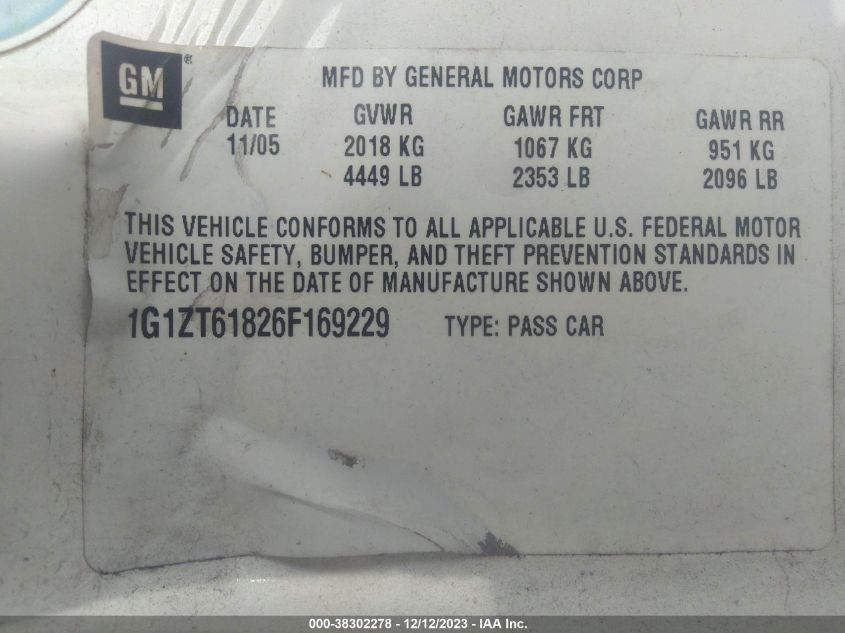 GM®
MFD BY GENERAL MOTORS CORP
DATE GVWR GAWR FRT GAWR RR
11/05 2018 KG 1067 KG 951 KG
4449 LB 2353 LB 2096 LB
THIS VEHICLE CONFORMS TO ALL APPLICABLE U.S. FEDERAL MOTOR
VEHICLE SAFETY, BUMPER, AND THEFT PREVENTION STANDARDS IN
EFFECT ON THE DATE OF MANUFACTURE SHOWN ABOVE.
1G1ZT61826F169229 TYPE: PASS CAR
000-38302278 - 12/12/2023 - IAA Inc.